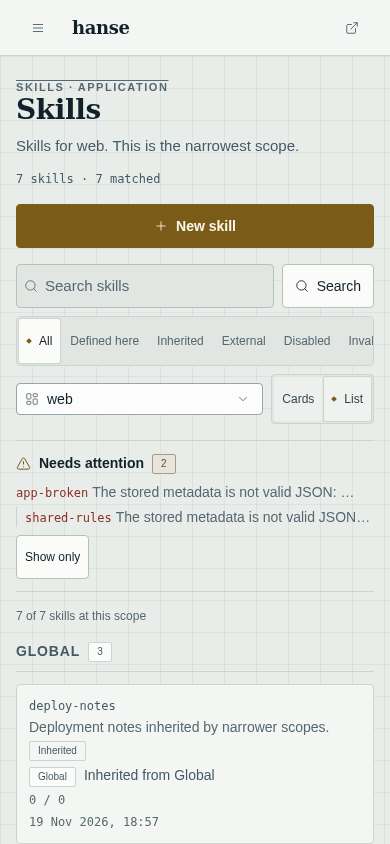 hanse
SKILLS · APPLICATION
Skills
Skills for web. This is the narrowest scope.
7 skills · 7 matched
New skill
Search skills
Search
All Defined here Inherited External Disabled Inval
web
Cards List
Needs attention 2
app-broken The stored metadata is not valid JSON: …
shared-rules The stored metadata is not valid JSON…
Show only
7 of 7 skills at this scope
GLOBAL 3
deploy-notes
Deployment notes inherited by narrower scopes.
Inherited
Global Inherited from Global
0 / 0
19 Nov 2026, 18:57